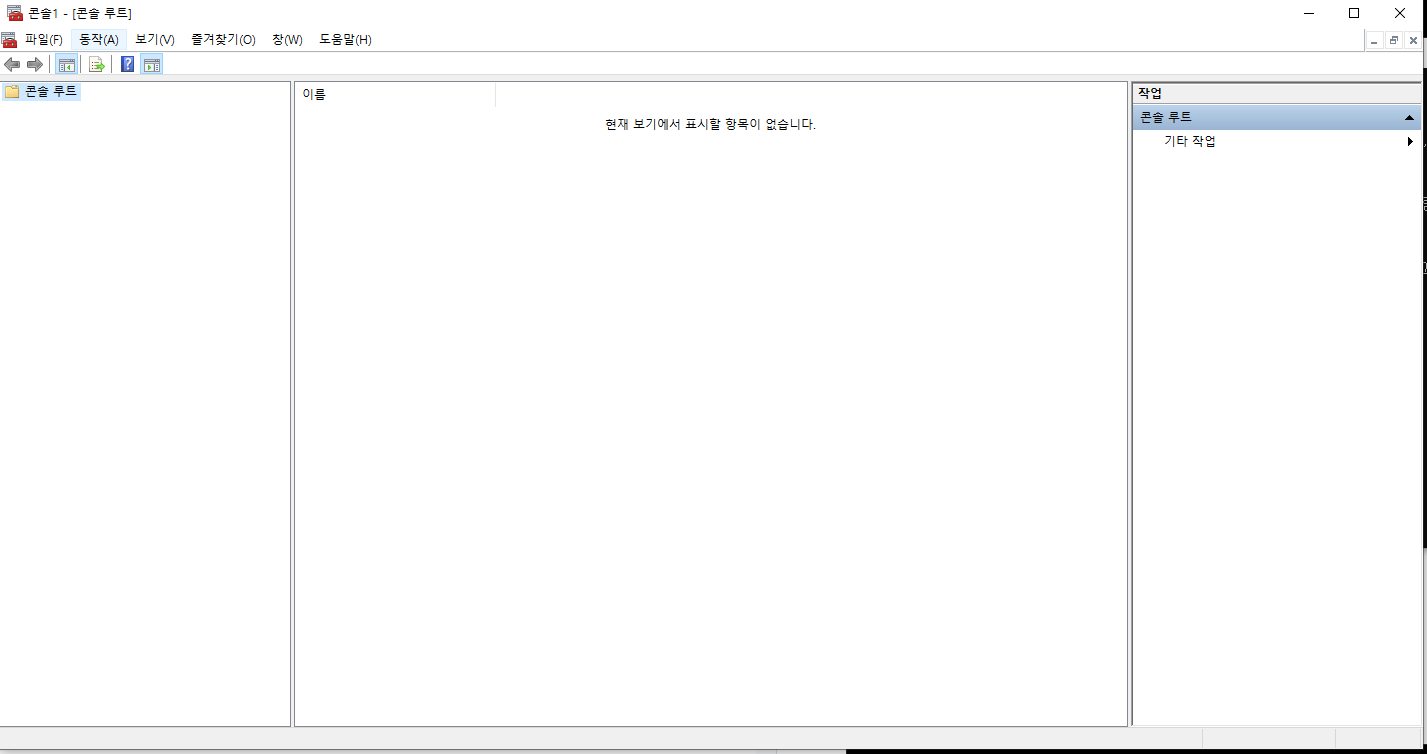 콘솔1 - [콘솔 루트]
파일(F) 동작(A) 보기(V) 즐겨찾기(O) 창(W) 도움말(H)
콘솔 루트
이름
현재 보기에서 표시할 항목이 없습니다.
작업
콘솔 루트
기타 작업